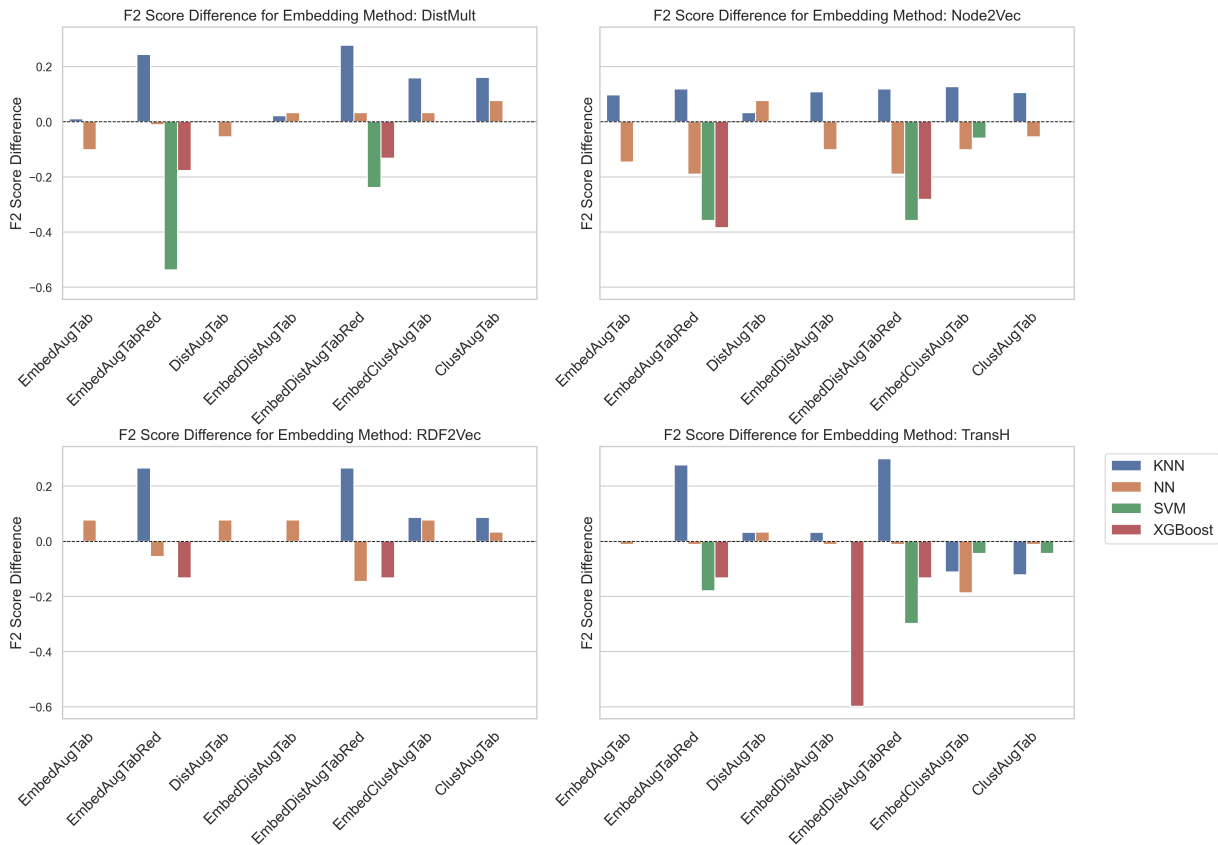 F2 Score Difference for Embedding Method: DistMult
F2 Score Difference
0.2
0.0
−0.2
−0.4
−0.6
EmbedAugTab
EmbedAugTabRed
DistAugTab
EmbedDistAugTab
EmbedDistAugTabRed
EmbedClustAugTab
ClustAugTab
F2 Score Difference for Embedding Method: Node2Vec
F2 Score Difference
EmbedAugTab
EmbedAugTabRed
DistAugTab
EmbedDistAugTab
EmbedDistAugTabRed
EmbedClustAugTab
ClustAugTab
F2 Score Difference for Embedding Method: RDF2Vec
F2 Score Difference
0.2
0.0
−0.2
−0.4
−0.6
EmbedAugTab
EmbedAugTabRed
DistAugTab
EmbedDistAugTab
EmbedDistAugTabRed
EmbedClustAugTab
ClustAugTab
F2 Score Difference for Embedding Method: TransH
F2 Score Difference
EmbedAugTab
EmbedAugTabRed
DistAugTab
EmbedDistAugTab
EmbedDistAugTabRed
EmbedClustAugTab
ClustAugTab
KNN
NN
SVM
XGBoost